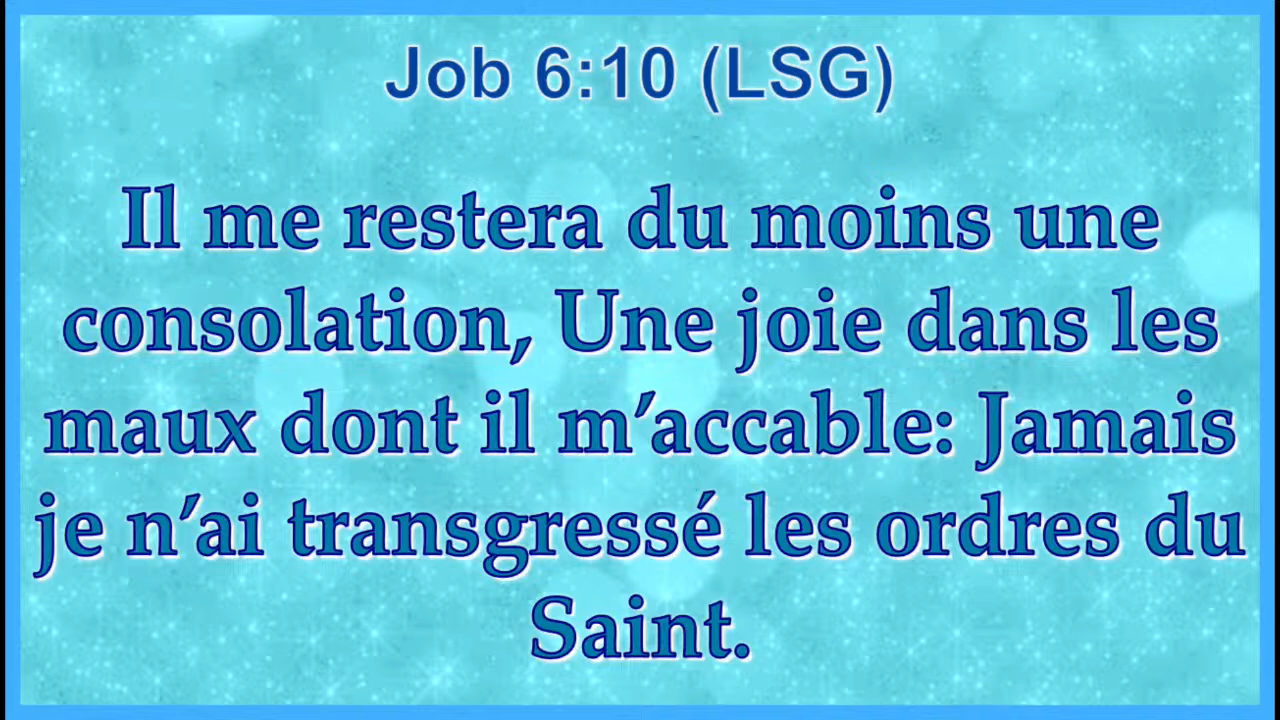 Job 6:10 (LSG)
Il me restera du moins une
consolation, Une joie dans les
maux dont il m’accable: Jamais
je n’ai transgressé les ordres du
Saint.